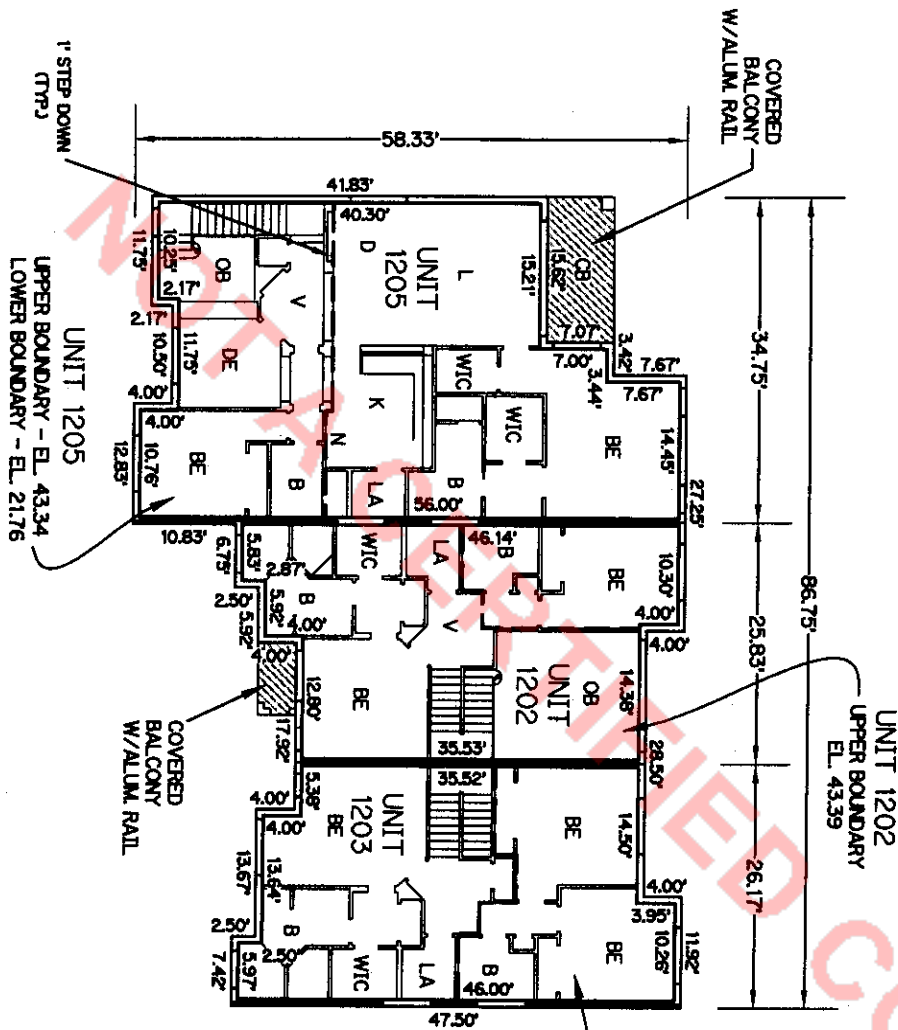 COVERED
BALCONY
W/ALUM. RAIL
1' STEP DOWN
(TYP.)
58.33'
41.83'
40.30'
34.75'
86.75'
25.83'
26.17'
CB
15.62'
15.21'
7.07'
7.00'
3.42'
3.44'
7.67'
7.67'
14.45'
27.25'
L
D
UNIT
1205
WIC
WIC
BE
K
N
B
LA
56.00'
11.75'
10.25'
OB
2.17'
2.17'
V
DE
11.75'
10.50'
4.00'
4.00'
BE
B
12.83'
10.76'
UNIT 1205
UPPER BOUNDARY - EL. 43.34
LOWER BOUNDARY - EL. 21.76
10.83'
6.75'
5.83'
2.87'
2.50'
5.92'
5.92'
4.00'
4.00'
WIC
LA
46.14'
B
B
BE
10.30'
4.00'
4.00'
V
BE
UNIT
1202
OB
14.38'
28.50'
12.80'
17.92'
35.53'
UNIT 1202
UPPER BOUNDARY
EL. 43.39
COVERED
BALCONY
W/ALUM. RAIL
35.52'
5.38'
4.00'
4.00'
BE
UNIT
1203
BE
14.50'
4.00'
3.95'
11.92'
10.26'
BE
13.67'
13.64'
B
2.50'
2.50'
5.97'
7.42'
WIC
LA
B
46.00'
47.50'
NOT A CERTIFIED CO